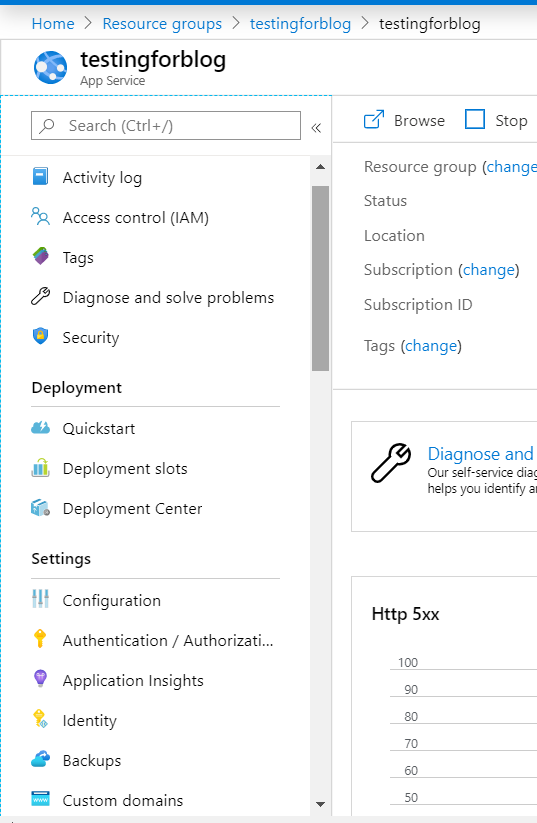 Home > Resource groups > testingforblog > testingforblog
testingforblog
App Service
Search (Ctrl+/)
«
Activity log
Access control (IAM)
Tags
Diagnose and solve problems
Security
Deployment
Quickstart
Deployment slots
Deployment Center
Settings
Configuration
Authentication / Authorizati...
Application Insights
Identity
Backups
Custom domains
Browse
Stop
Resource group (change
Status
Location
Subscription (change)
Subscription ID
Tags (change)
Diagnose and
Our self-service diag
helps you identify a
Http 5xx
100
90
80
70
60
50